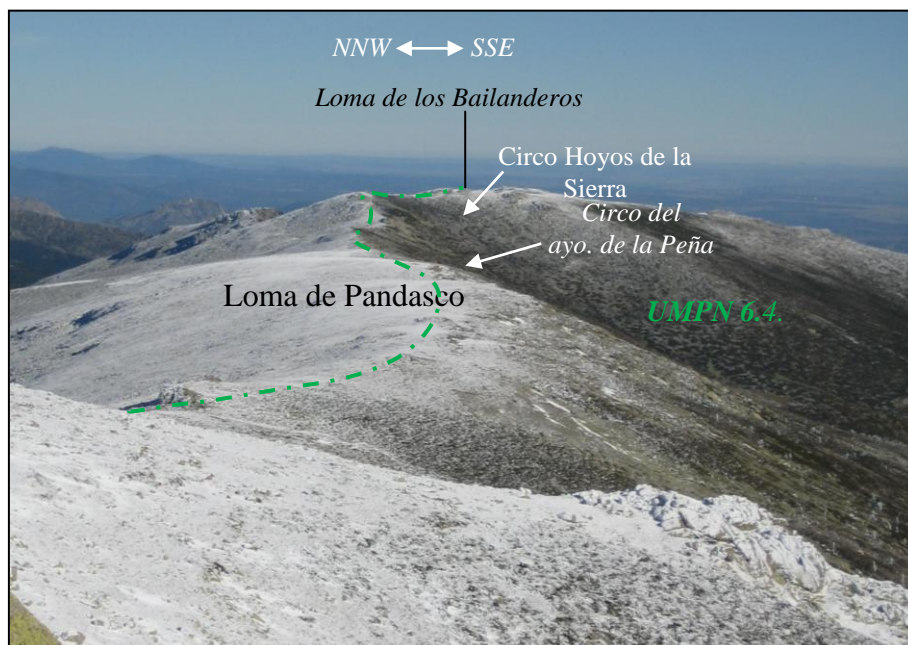 NNW SSE
Loma de los Bailanderos
Circo Hoyos de la
Sierra
Circo del
ayo. de la Peña
Loma de Pandasco
UMPN 6.4.